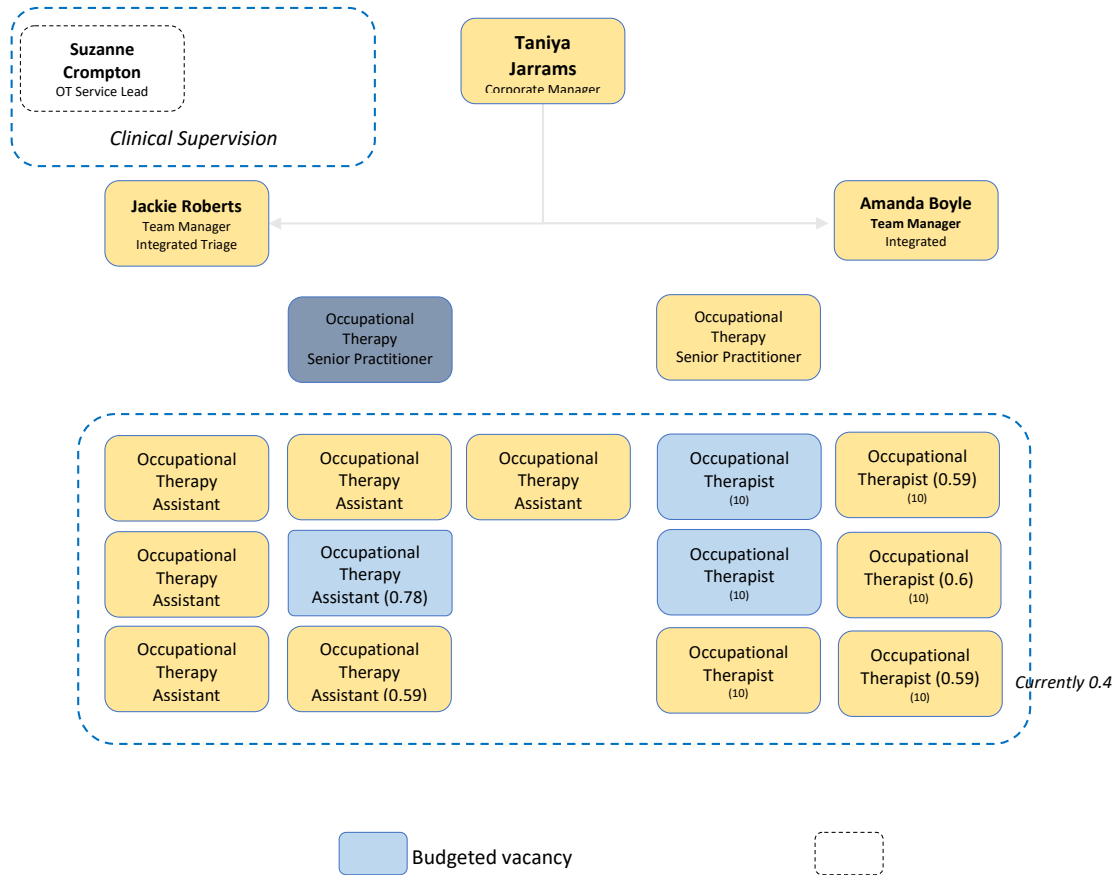 Suzanne
Crompton
OT Service Lead
Clinical Supervision
Taniya
Jarrams
Corporate Manager
Jackie Roberts
Team Manager
Integrated Triage
Amanda Boyle
Team Manager
Integrated
Occupational
Therapy
Senior Practitioner
Occupational
Therapy
Senior Practitioner
Occupational
Therapy
Assistant
Occupational
Therapy
Assistant
Occupational
Therapy
Assistant
Occupational
Therapist
(10)
Occupational
Therapist (0.59)
(10)
Occupational
Therapy
Assistant
Occupational
Therapy
Assistant (0.78)
Occupational
Therapist
(10)
Occupational
Therapist (0.6)
(10)
Occupational
Therapy
Assistant
Occupational
Therapy
Assistant (0.59)
Occupational
Therapist
(10)
Occupational
Therapist (0.59)
(10)
Currently 0.4
Budgeted vacancy